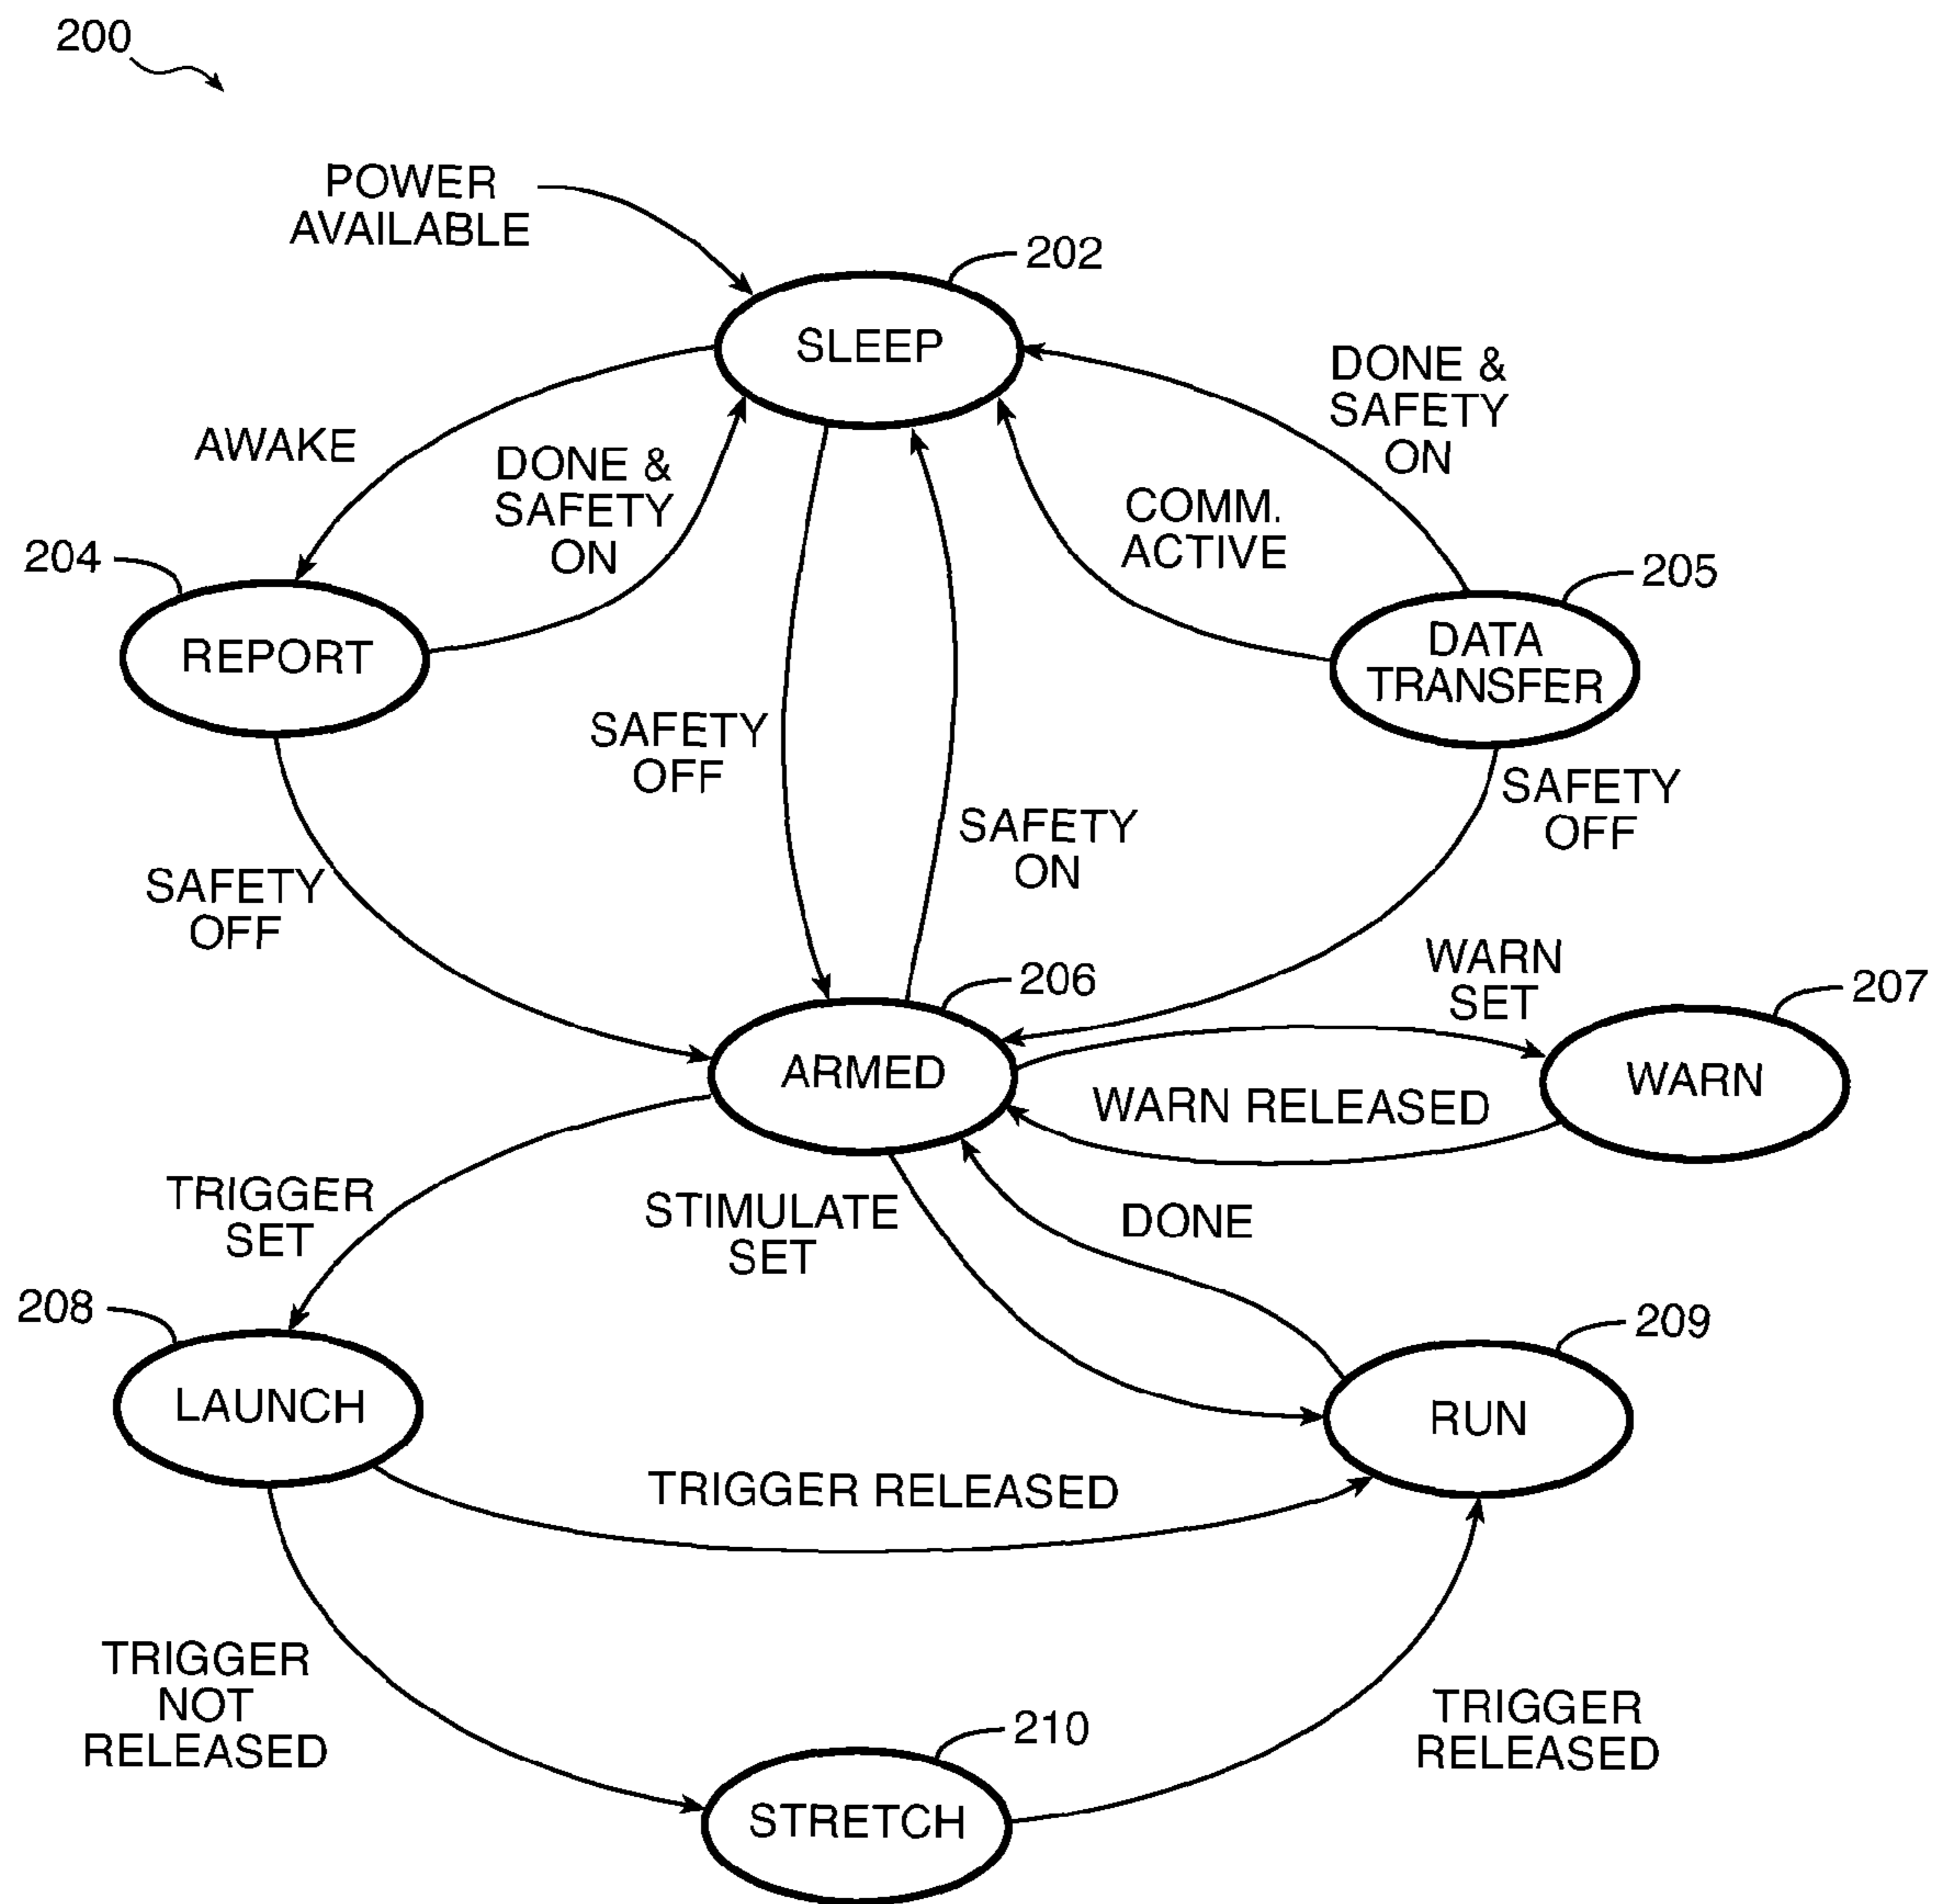 200
POWER
AVAILABLE
202
SLEEP
DONE &
SAFETY
ON
AWAKE
DONE &
SAFETY
ON
COMM.
ACTIVE
204
REPORT
205
DATA
TRANSFER
SAFETY
OFF
SAFETY
ON
SAFETY
OFF
SAFETY
OFF
206
ARMED
WARN
SET
207
WARN
WARN RELEASED
TRIGGER
SET
STIMULATE
SET
DONE
208
LAUNCH
209
RUN
TRIGGER RELEASED
TRIGGER
NOT
RELEASED
210
STRETCH
TRIGGER
RELEASED